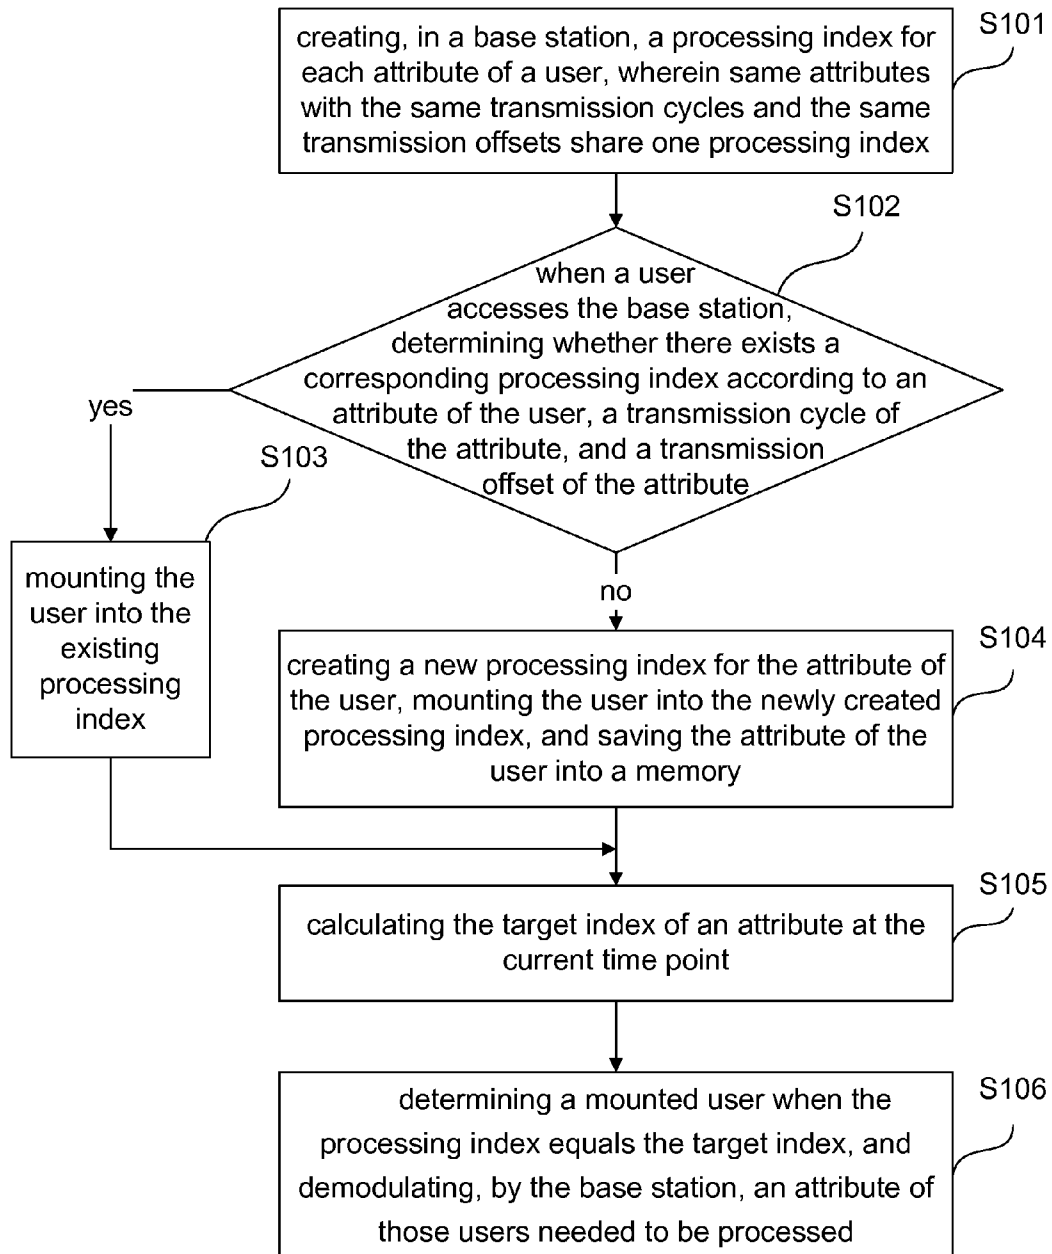 S101
creating, in a base station, a processing index for
each attribute of a user, wherein same attributes
with the same transmission cycles and the same
transmission offsets share one processing index
S102
when a user
accesses the base station,
determining whether there exists a
corresponding processing index according to an
attribute of the user, a transmission cycle of
the attribute, and a transmission
offset of the attribute
yes
S103
mounting the
user into the
existing
processing
index
no
S104
creating a new processing index for the attribute of
the user, mounting the user into the newly created
processing index, and saving the attribute of the
user into a memory
S105
calculating the target index of an attribute at the
current time point
S106
determining a mounted user when the
processing index equals the target index, and
demodulating, by the base station, an attribute of
those users needed to be processed